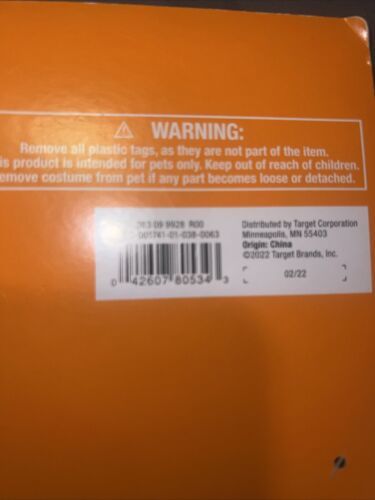 ⚠ WARNING:
Remove all plastic tags, as they are not part of the item.
is product is intended for pets only. Keep out of reach of children.
emove costume from pet if any part becomes loose or detached.
09 9928 R00
-01-038-0063
0 42607 80534 3
Distributed by Target Corporation
Minneapolis, MN 55403
Origin: China
©2022 Target Brands, Inc.
02/22